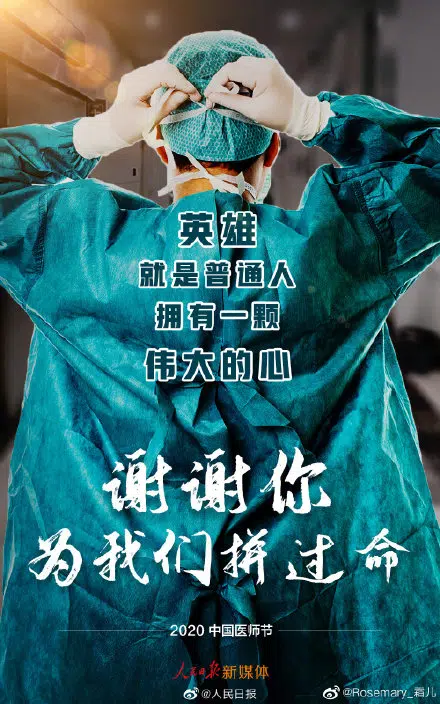 英雄
就是普通人
拥有一颗
伟大的心
谢谢你
为我们拼过命
2020 中国医师节
人民日报新媒体
@人民日报
@Rosemary_霜儿